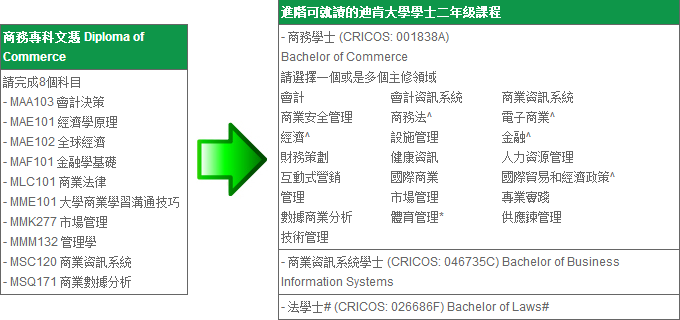 商務專科文憑 Diploma of
Commerce
請完成8個科目
- MAA103 會計決策
- MAE101 經濟學原理
- MAE102 全球經濟
- MAF101 金融學基礎
- MLC101 商業法律
- MME101 大學商業學習溝通技巧
- MMK277 市場管理
- MMM132 管理學
- MSC120 商業資訊系統
- MSQ171 商業數據分析
進階可就讀的迪肯大學學士二年級課程
- 商務學士 (CRICOS: 001838A)
Bachelor of Commerce
請選擇一個或是多個主修領域
會計 會計資訊系統 商業資訊系統
商業安全管理 商務法^ 電子商業^
經濟^ 設施管理 金融^
財務策劃 健康資訊 人力資源管理
互動式營銷 國際商業 國際貿易和經濟政策^
管理 市場管理 專業實踐
數據商業分析 體育管理* 供應鍊管理
技術管理
- 商業資訊系統學士 (CRICOS: 046735C) Bachelor of Business
Information Systems
- 法學士# (CRICOS: 026686F) Bachelor of Laws#